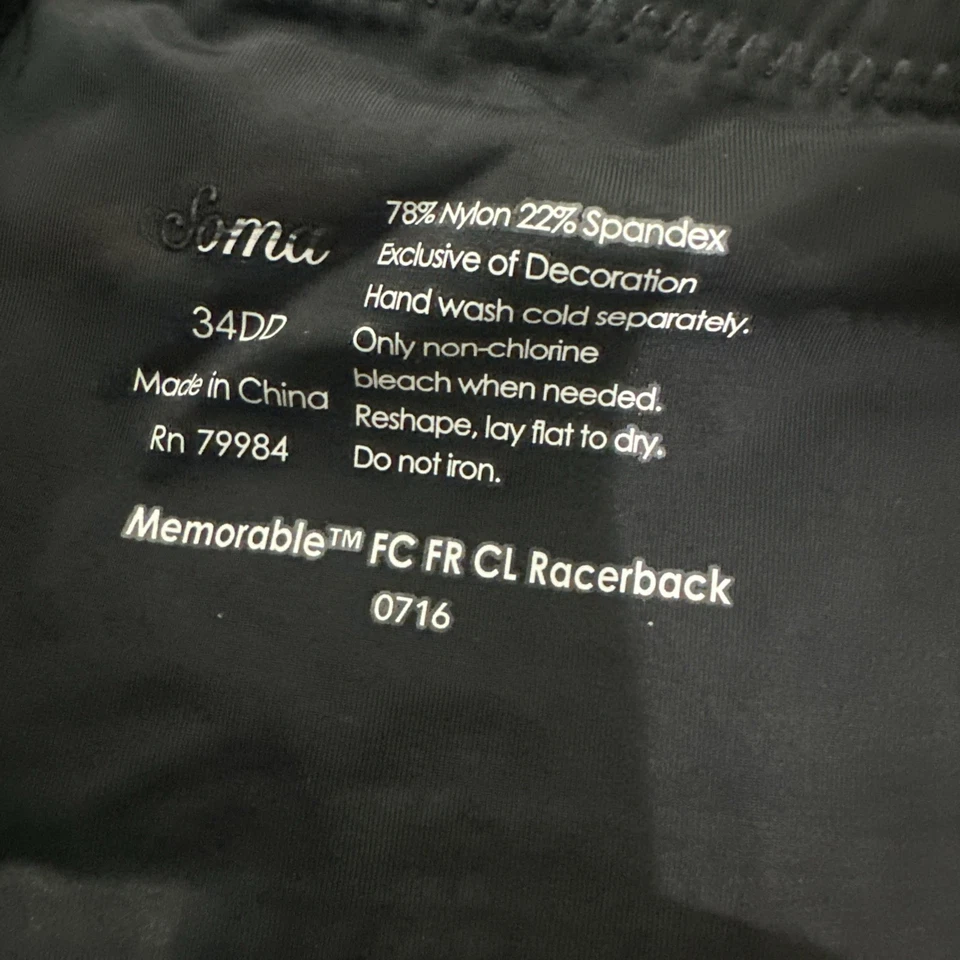 Soma
34DD
Made in China
Rn 79984
78% Nylon 22% Spandex
Exclusive of Decoration
Hand wash cold separately.
Only non-chlorine
bleach when needed.
Reshape, lay flat to dry.
Do not iron.
Memorable™ FC FR CL Racerback
0716